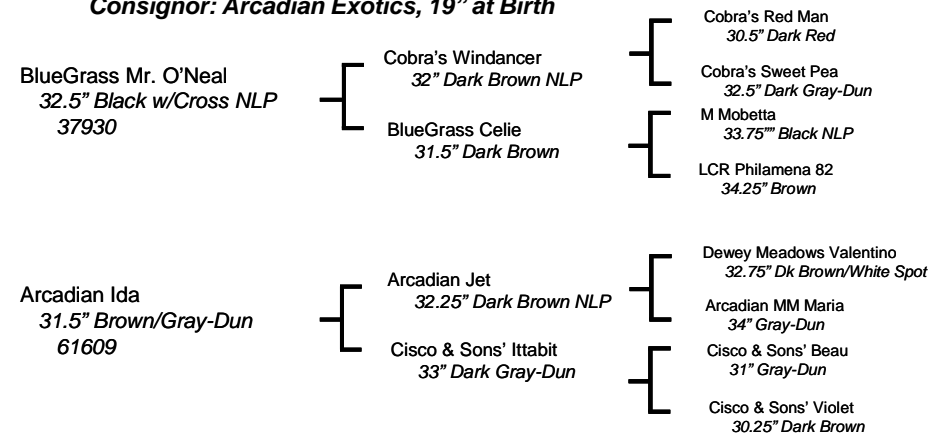 Consignor: Arcadian Exotics, 19” at Birth
BlueGrass Mr. O’Neal
32.5” Black w/Cross NLP
37930
Cobra’s Windancer
32” Dark Brown NLP
Cobra’s Red Man
30.5” Dark Red
Cobra’s Sweet Pea
32.5” Dark Gray-Dun
BlueGrass Celie
31.5” Dark Brown
M Mobetta
33.75”” Black NLP
LCR Philamena 82
34.25” Brown
Arcadian Ida
31.5” Brown/Gray-Dun
61609
Arcadian Jet
32.25” Dark Brown NLP
Dewey Meadows Valentino
32.75” Dk Brown/White Spot
Arcadian MM Maria
34” Gray-Dun
Cisco & Sons’ Ittabit
33” Dark Gray-Dun
Cisco & Sons’ Beau
31” Gray-Dun
Cisco & Sons’ Violet
30.25” Dark Brown